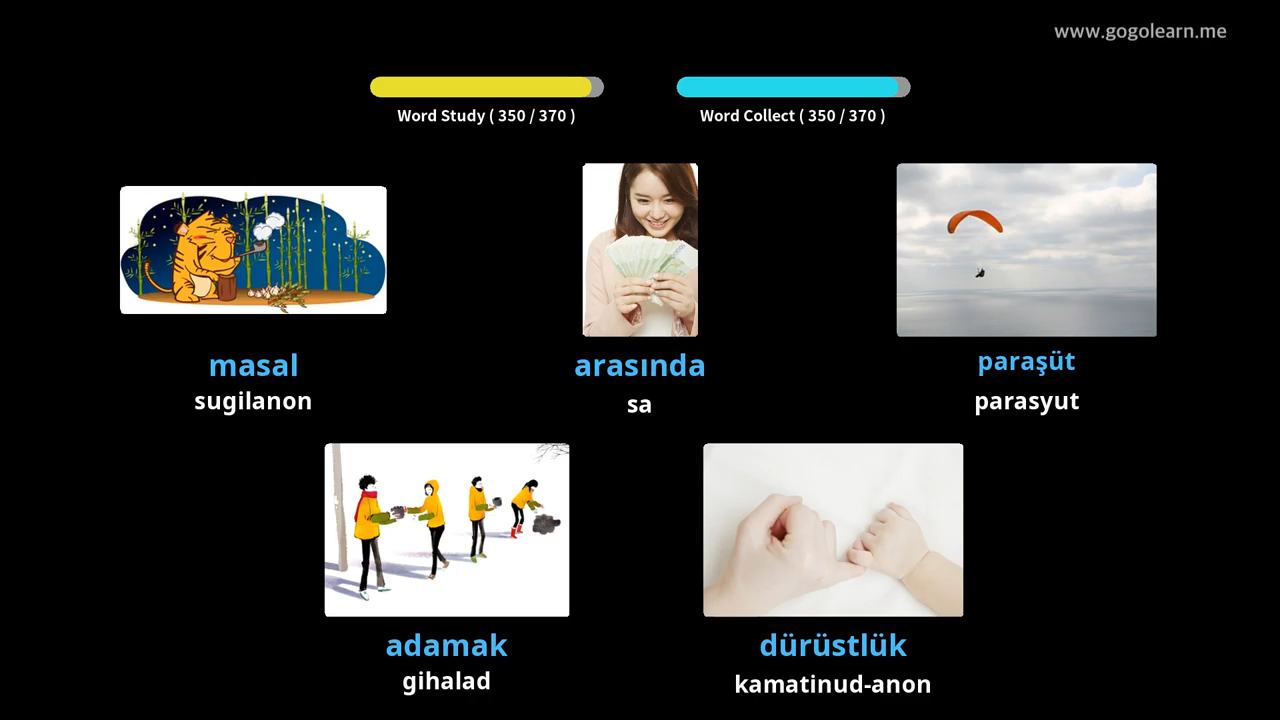 www.gogolearn.me
Word Study ( 350 / 370 )
Word Collect ( 350 / 370 )
masal
sugilanon
arasında
sa
paraşüt
parasyut
adamak
gihalad
dürüstlük
kamatinud-anon